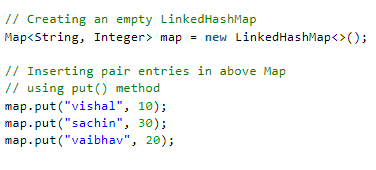 // Creating an empty LinkedHashMap
Map<String, Integer> map = new LinkedHashMap<>();
// Inserting pair entries in above Map
// using put() method
map.put("vishal", 10);
map.put("sachin", 30);
map.put("vaibhav", 20);